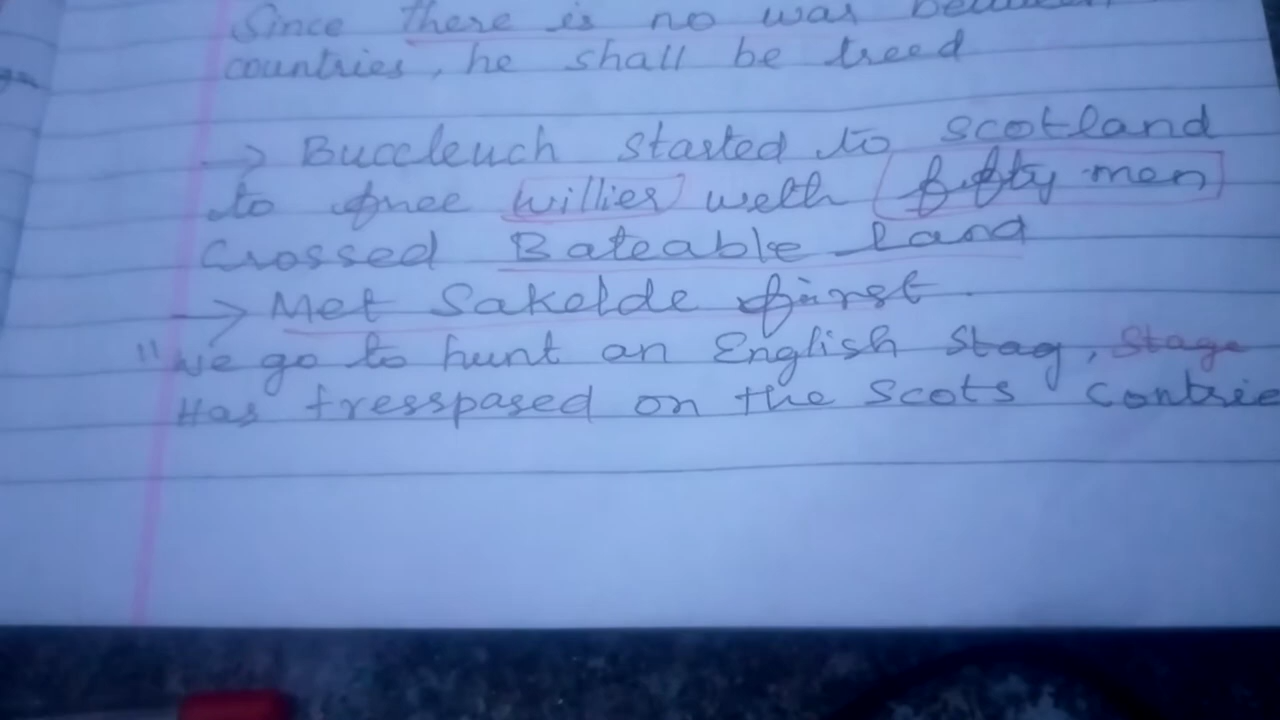 Since there is no war between
countries, he shall be freed
→ Buccleuch started to Scotland
to free Willies with fifty men
Crossed Bateable land
→ Met Sakelde first
"We go to hunt an English stag, Stage
Has fresspased on the Scots Contrie